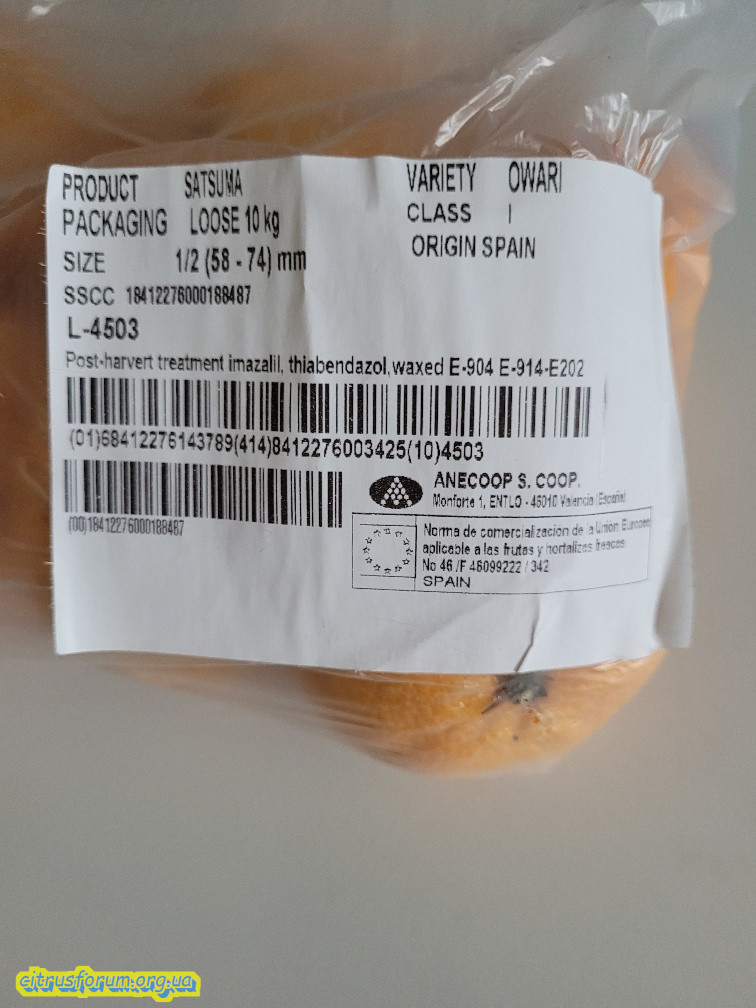 PRODUCT SATSUMA
VARIETY OWARI
PACKAGING LOOSE 10 kg
CLASS I
SIZE 1/2 (58 - 74) mm
ORIGIN SPAIN
SSCC 18412276000188487
L-4503
Post-harvert treatment imazalil, thiabendazol, waxed E-904 E-914-E202
(01)68412276143789(414)8412276003425(10)4503
(00)18412276000188487
ANECOOP S. COOP.
Monforte 1, ENTLO - 46010 Valencia (España)
Norma de comercialización de la Unión Europea
aplicable a las frutas y hortalizas frescas
No 46 /F 46099222 / 342
SPAIN
citrusforum.org.ua